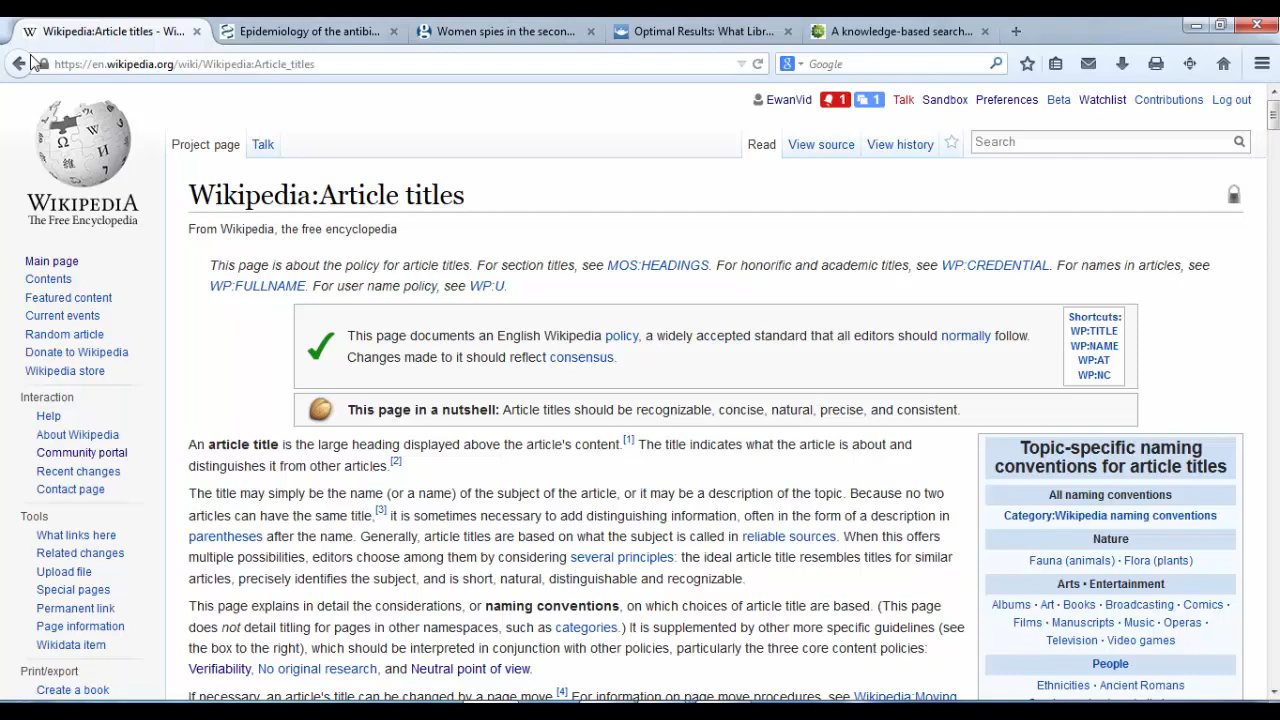 Wikipedia:Article titles - Wi...
Epidemiology of the antibi...
Women spies in the secon...
Optimal Results: What Libr...
A knowledge-based search...
https://en.wikipedia.org/wiki/Wikipedia:Article_titles
Google
EwanVid 1 1 Talk Sandbox Preferences Beta Watchlist Contributions Log out
Project page Talk Read View source View history Search
WIKIPEDIA
The Free Encyclopedia
Main page
Contents
Featured content
Current events
Random article
Donate to Wikipedia
Wikipedia store
Interaction
Help
About Wikipedia
Community portal
Recent changes
Contact page
Tools
What links here
Related changes
Upload file
Special pages
Permanent link
Page information
Wikidata item
Print/export
Create a book
Wikipedia:Article titles
From Wikipedia, the free encyclopedia
This page is about the policy for article titles. For section titles, see MOS:HEADINGS. For honorific and academic titles, see WP:CREDENTIAL. For names in articles, see
WP:FULLNAME. For user name policy, see WP:U.
This page documents an English Wikipedia policy, a widely accepted standard that all editors should normally follow.
Changes made to it should reflect consensus.
Shortcuts:
WP:TITLE
WP:NAME
WP:AT
WP:NC
This page in a nutshell: Article titles should be recognizable, concise, natural, precise, and consistent.
An article title is the large heading displayed above the article's content.[1] The title indicates what the article is about and
distinguishes it from other articles.[2]
The title may simply be the name (or a name) of the subject of the article, or it may be a description of the topic. Because no two
articles can have the same title,[3] it is sometimes necessary to add distinguishing information, often in the form of a description in
parentheses after the name. Generally, article titles are based on what the subject is called in reliable sources. When this offers
multiple possibilities, editors choose among them by considering several principles: the ideal article title resembles titles for similar
articles, precisely identifies the subject, and is short, natural, distinguishable and recognizable.
This page explains in detail the considerations, or naming conventions, on which choices of article title are based. (This page
does not detail titling for pages in other namespaces, such as categories.) It is supplemented by other more specific guidelines (see
the box to the right), which should be interpreted in conjunction with other policies, particularly the three core content policies:
Verifiability, No original research, and Neutral point of view.
If necessary, an article's title can be changed by a page move.[4] For information on page move procedures, see Wikipedia:Moving
Topic-specific naming
conventions for article titles
All naming conventions
Category:Wikipedia naming conventions
Nature
Fauna (animals) · Flora (plants)
Arts • Entertainment
Albums · Art · Books · Broadcasting · Comics ·
Films · Manuscripts · Music · Operas ·
Television · Video games
People
Ethnicities · Ancient Romans